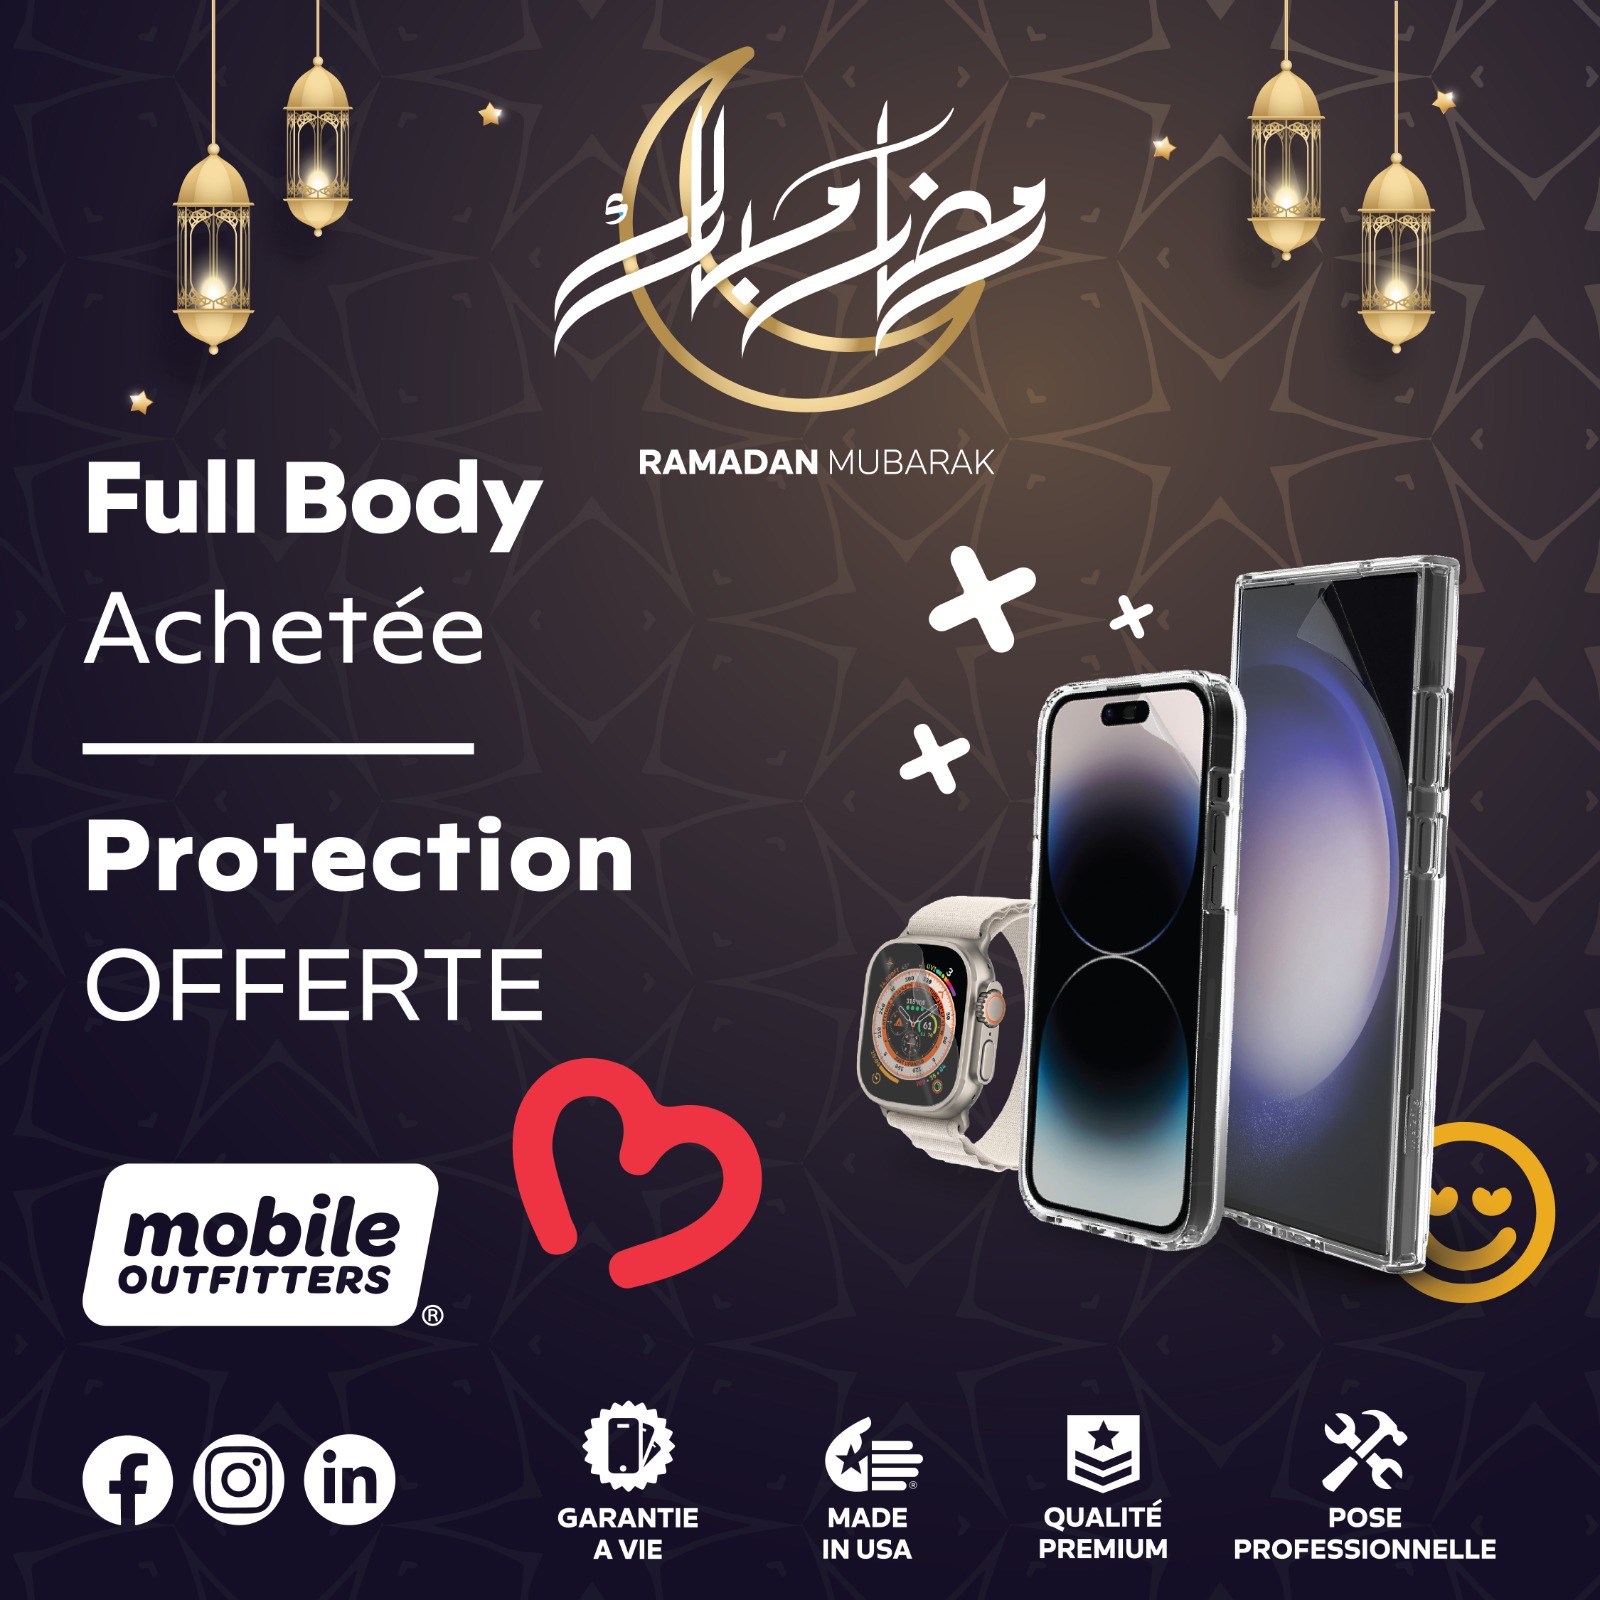 رمضان مبارك
RAMADAN MUBARAK
Full Body
Achetée
Protection
OFFERTE
mobile
OUTFITTERS
®
GARANTIE
A VIE
MADE
IN USA
QUALITÉ
PREMIUM
POSE
PROFESSIONNELLE